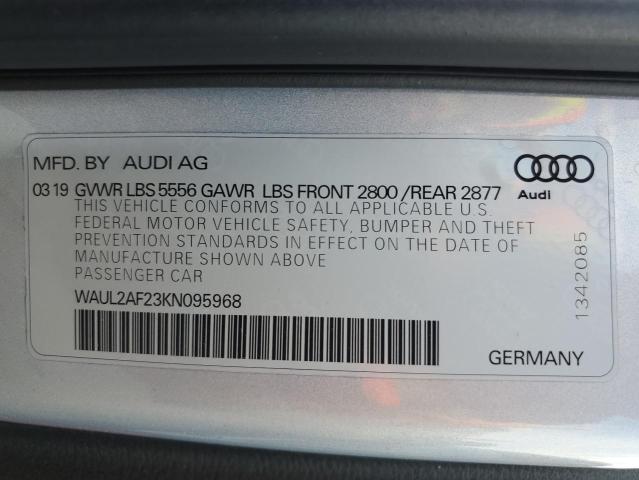 MFD. BY AUDI AG
Audi
03 19 GVWR LBS 5556 GAWR LBS FRONT 2800 /REAR 2877
THIS VEHICLE CONFORMS TO ALL APPLICABLE U.S.
FEDERAL MOTOR VEHICLE SAFETY, BUMPER AND THEFT
PREVENTION STANDARDS IN EFFECT ON THE DATE OF
MANUFACTURE SHOWN ABOVE
PASSENGER CAR
1342085
WAUL2AF23KN095968
GERMANY